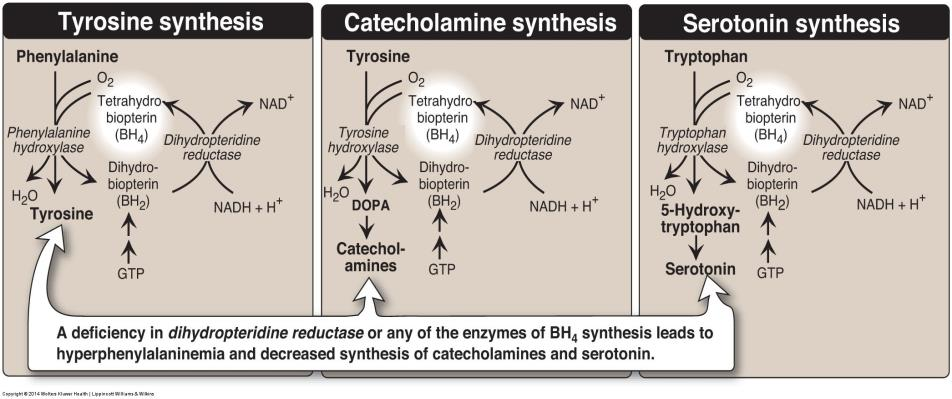 Tyrosine synthesis
Phenylalanine
O2
Tetrahydro
biopterin
(BH4)
NAD+
Phenylalanine
hydroxylase
Dihydropteridine
reductase
Dihydro-
biopterin
(BH2)
H2O
Tyrosine
NADH + H+
GTP
Catecholamine synthesis
Tyrosine
O2
Tetrahydro
biopterin
(BH4)
NAD+
Tyrosine
hydroxylase
Dihydropteridine
reductase
Dihydro-
biopterin
(BH2)
H2O
DOPA
NADH + H+
Catechol-
amines
GTP
Serotonin synthesis
Tryptophan
O2
Tetrahydro
biopterin
(BH4)
NAD+
Tryptophan
hydroxylase
Dihydropteridine
reductase
Dihydro-
biopterin
(BH2)
H2O
5-Hydroxy-
tryptophan
NADH + H+
Serotonin
GTP
A deficiency in dihydropteridine reductase or any of the enzymes of BH4 synthesis leads to
hyperphenylalaninemia and decreased synthesis of catecholamines and serotonin.
Copyright © 2014 Wolters Kluwer Health | Lippincott Williams & Wilkins